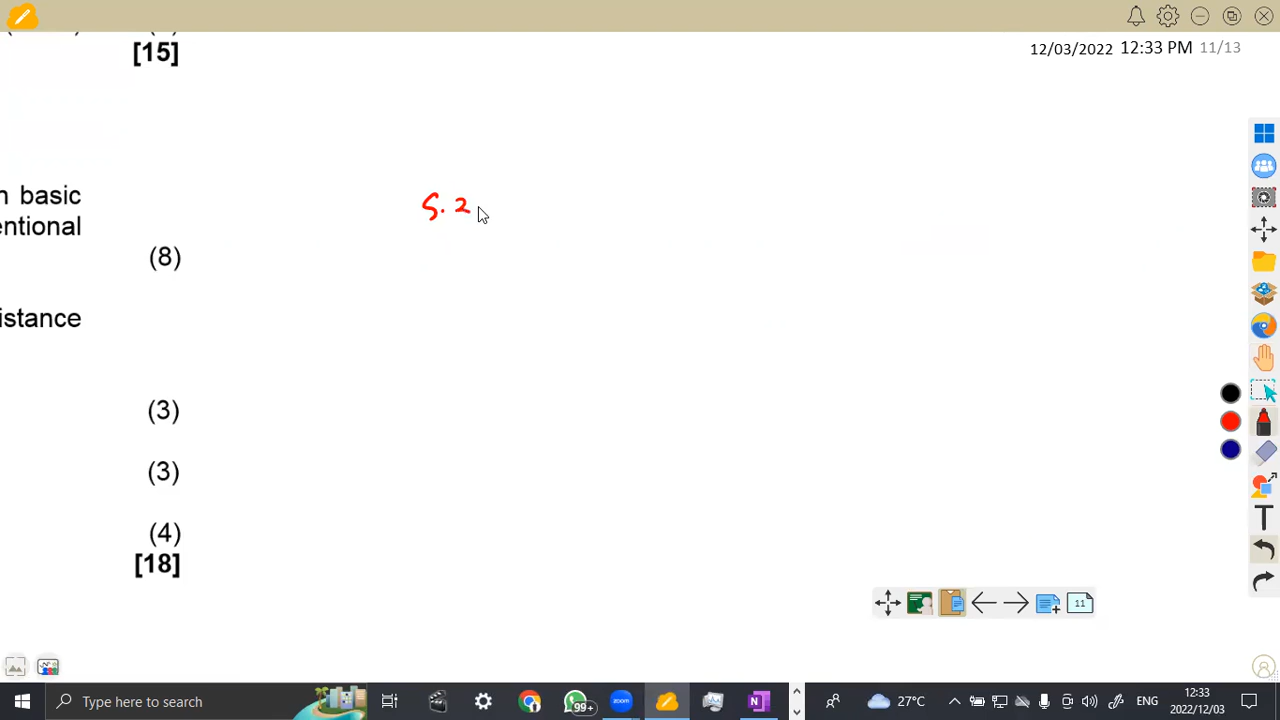 [15]
12/03/2022 12:33 PM 11/13
basic
entional
(8)
5.2
istance
(3)
(3)
(4)
[18]
11
T
Type here to search
99+
zoom
N
27°C
ENG
12:33
2022/12/03